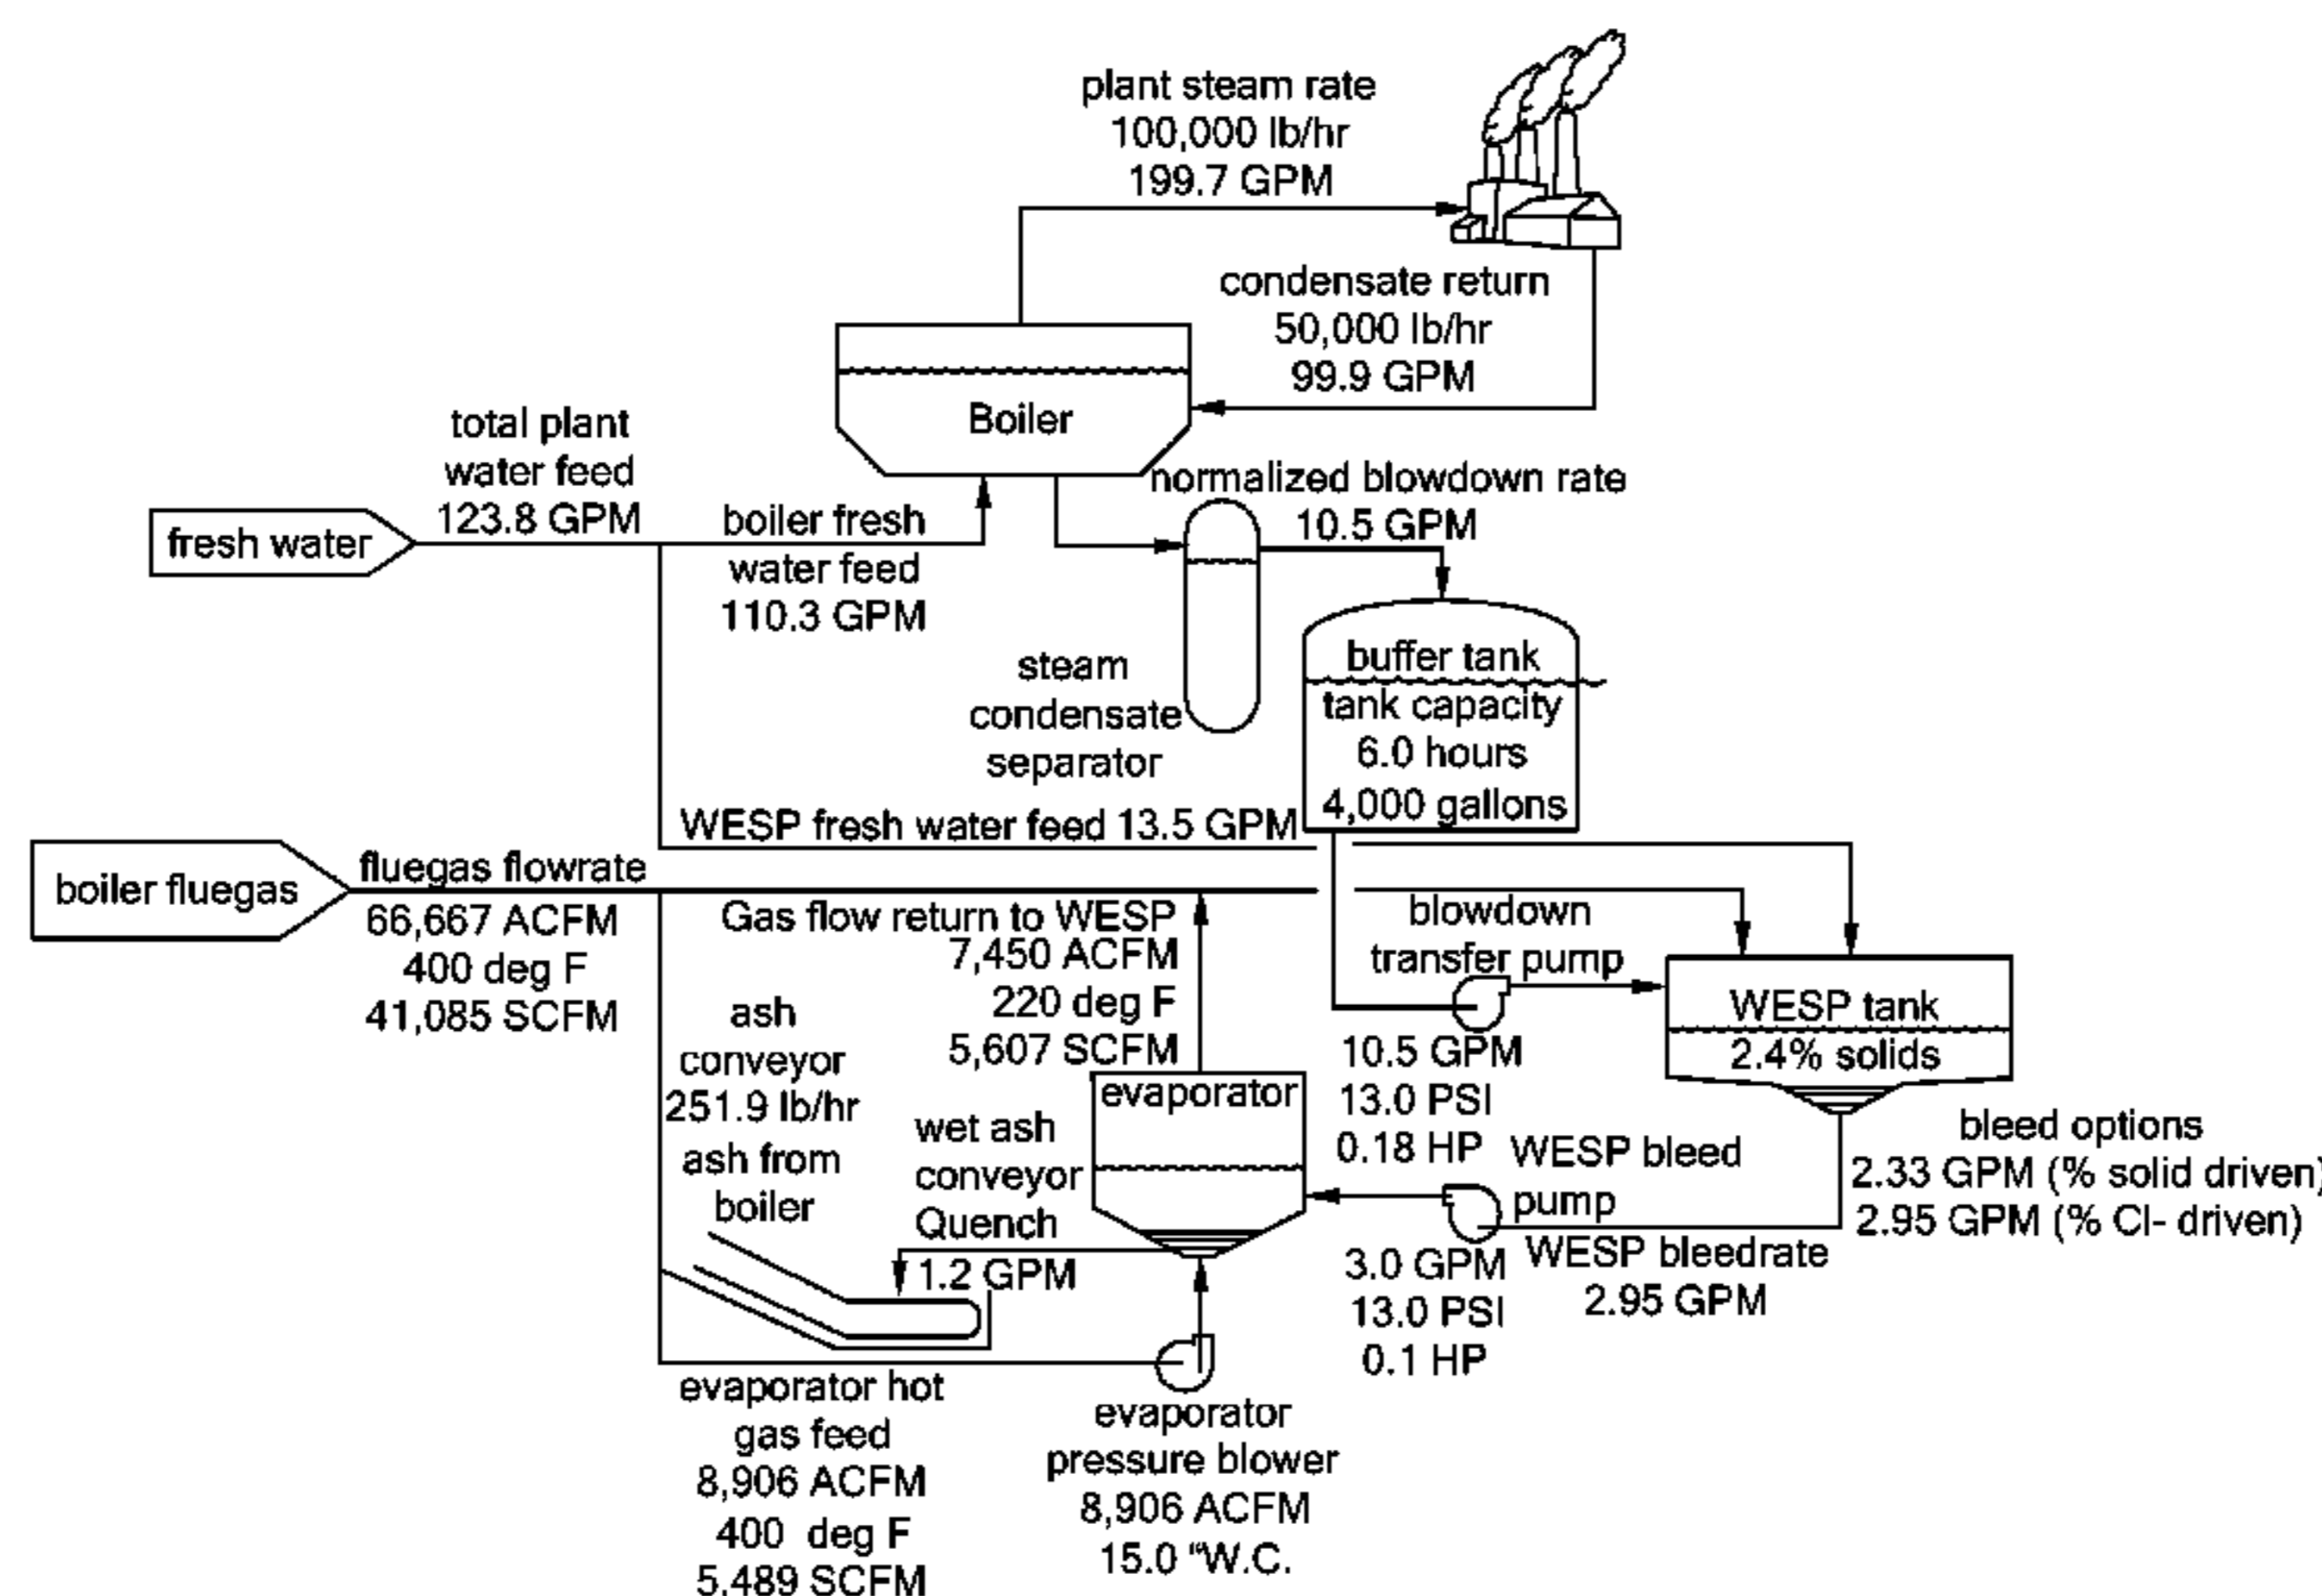 plant steam rate
100,000 lb/hr
199.7 GPM
condensate return
50,000 lb/hr
99.9 GPM
Boiler
total plant
water feed
123.8 GPM
fresh water
boiler fresh
water feed
110.3 GPM
normalized blowdown rate
10.5 GPM
steam
condensate
separator
buffer tank
tank capacity
6.0 hours
4,000 gallons
WESP fresh water feed 13.5 GPM
boiler fluegas
fluegas flowrate
66,667 ACFM
400 deg F
41,085 SCFM
Gas flow return to WESP
7,450 ACFM
220 deg F
5,607 SCFM
blowdown
transfer pump
10.5 GPM
13.0 PSI
0.18 HP
WESP tank
2.4% solids
ash
conveyor
251.9 lb/hr
ash from
boiler
wet ash
conveyor
Quench
1.2 GPM
evaporator
WESP bleed
pump
3.0 GPM
13.0 PSI
0.1 HP
WESP bleedrate
2.95 GPM
bleed options
2.33 GPM (% solid driven)
2.95 GPM (% Cl- driven)
evaporator hot
gas feed
8,906 ACFM
400 deg F
5,489 SCFM
evaporator
pressure blower
8,906 ACFM
15.0 “W.C.